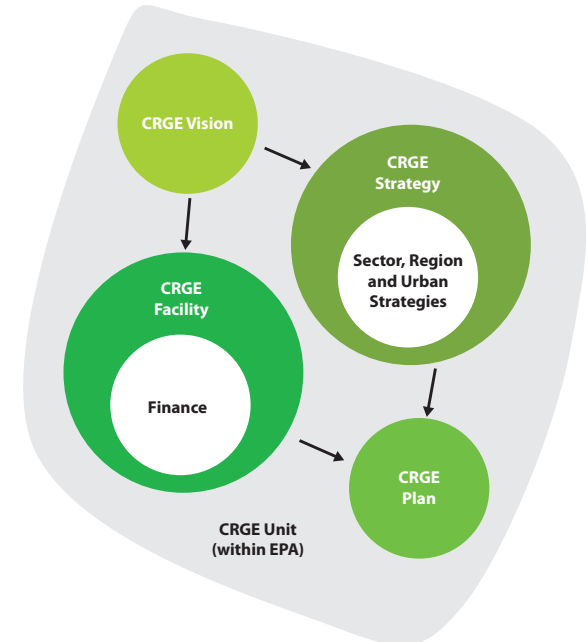 CRGE Vision
CRGE
Strategy
Sector, Region
and Urban
Strategies
CRGE
Facility
Finance
CRGE
Plan
CRGE Unit
(within EPA)